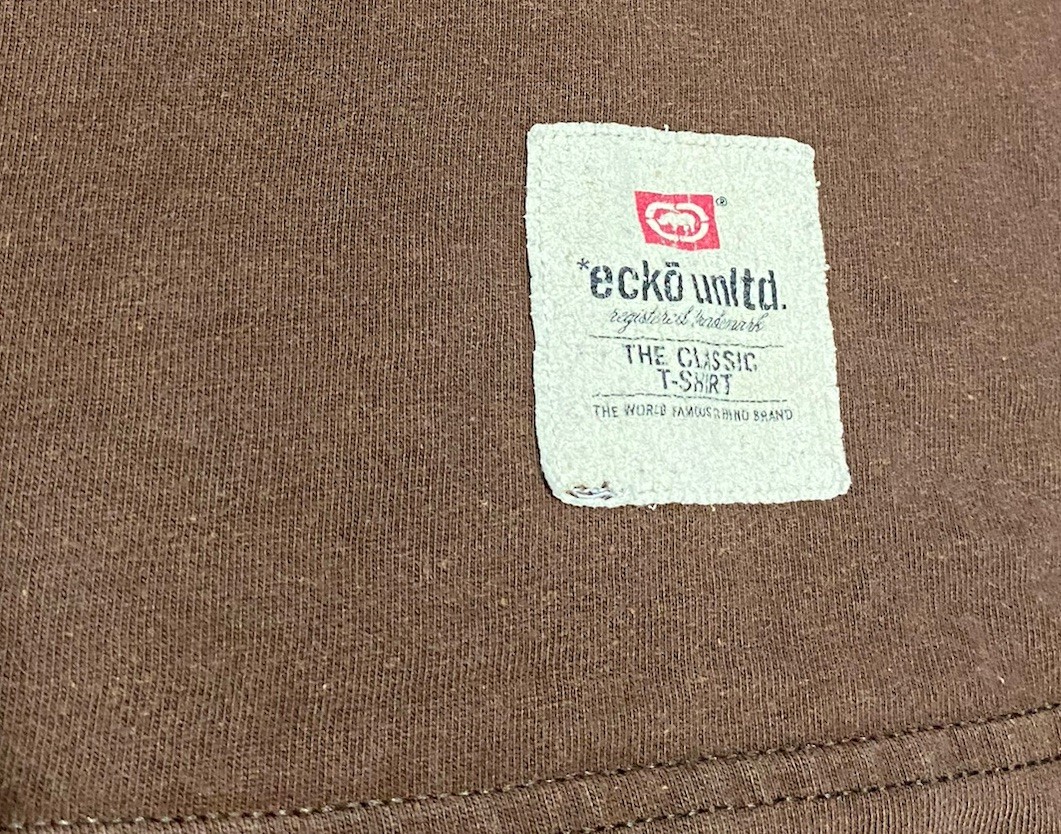 ®
*eckō unltd.
registered trademark
THE CLASSIC
T-SHIRT
THE WORLD FAMOUS RHINO BRAND